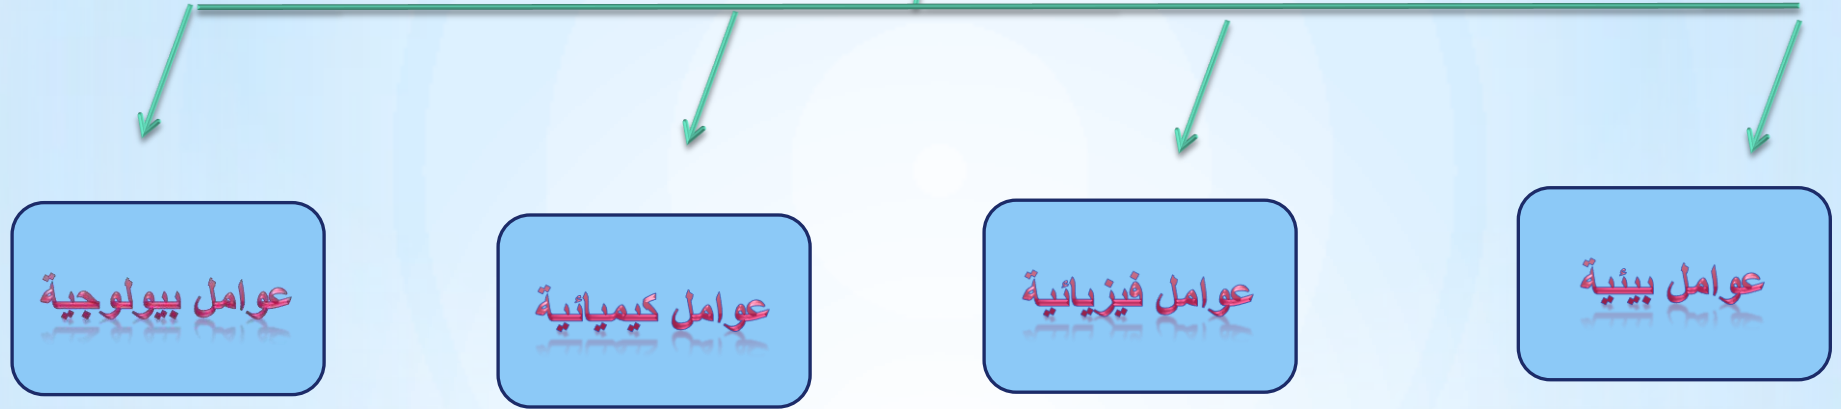 عوامل بيئية
عوامل فيزيائية
عوامل كيميائية
عوامل بيولوجية